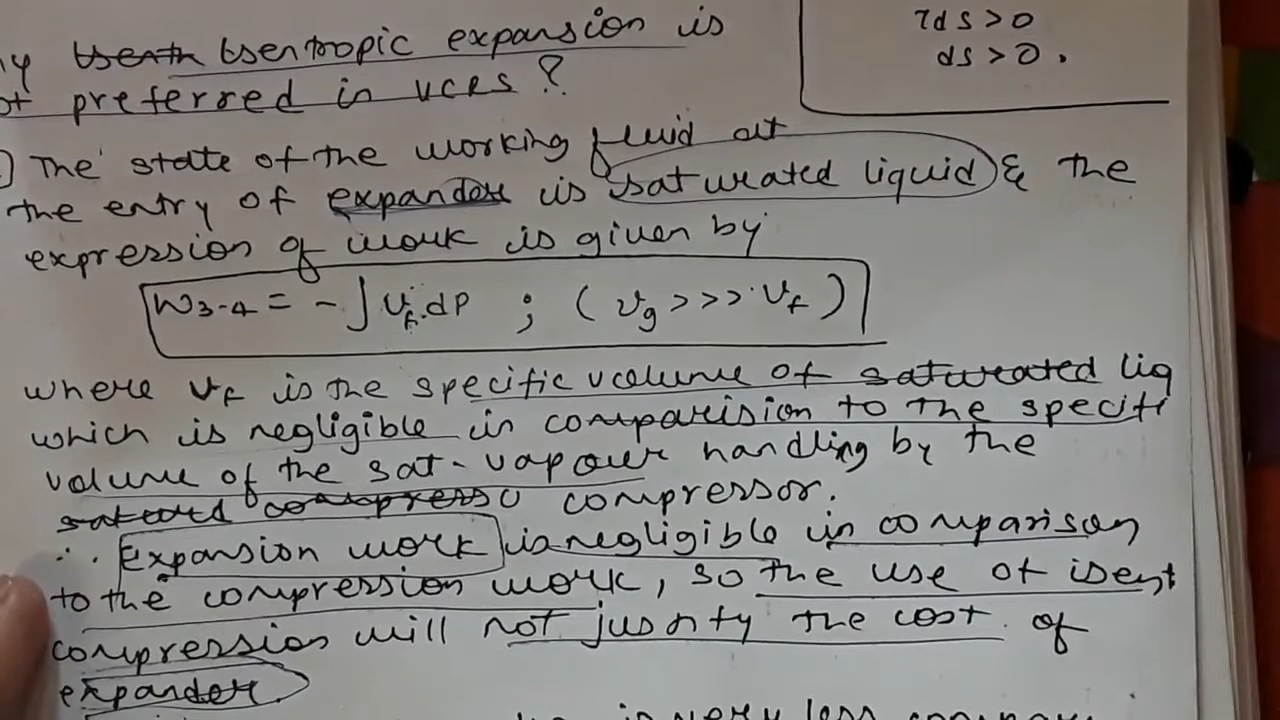 Tds>0
ds>0.
Isentropic expansion is
preferred in VCRS?
The state of the working fluid at
the entry of expander is saturated liquid & the
expression of work is given by
W3-4 = - ∫ Vf.dP ; (Vg >>> Vf)
where Vf is the specific volume of saturated liq
which is negligible in comparision to the specifi
volume of the sat-vapour handling by the
compressor.
∴ Expansion work is negligible in comparison
to the compression work, so the use of isent
compression will not justify the cost of
expander
is very less